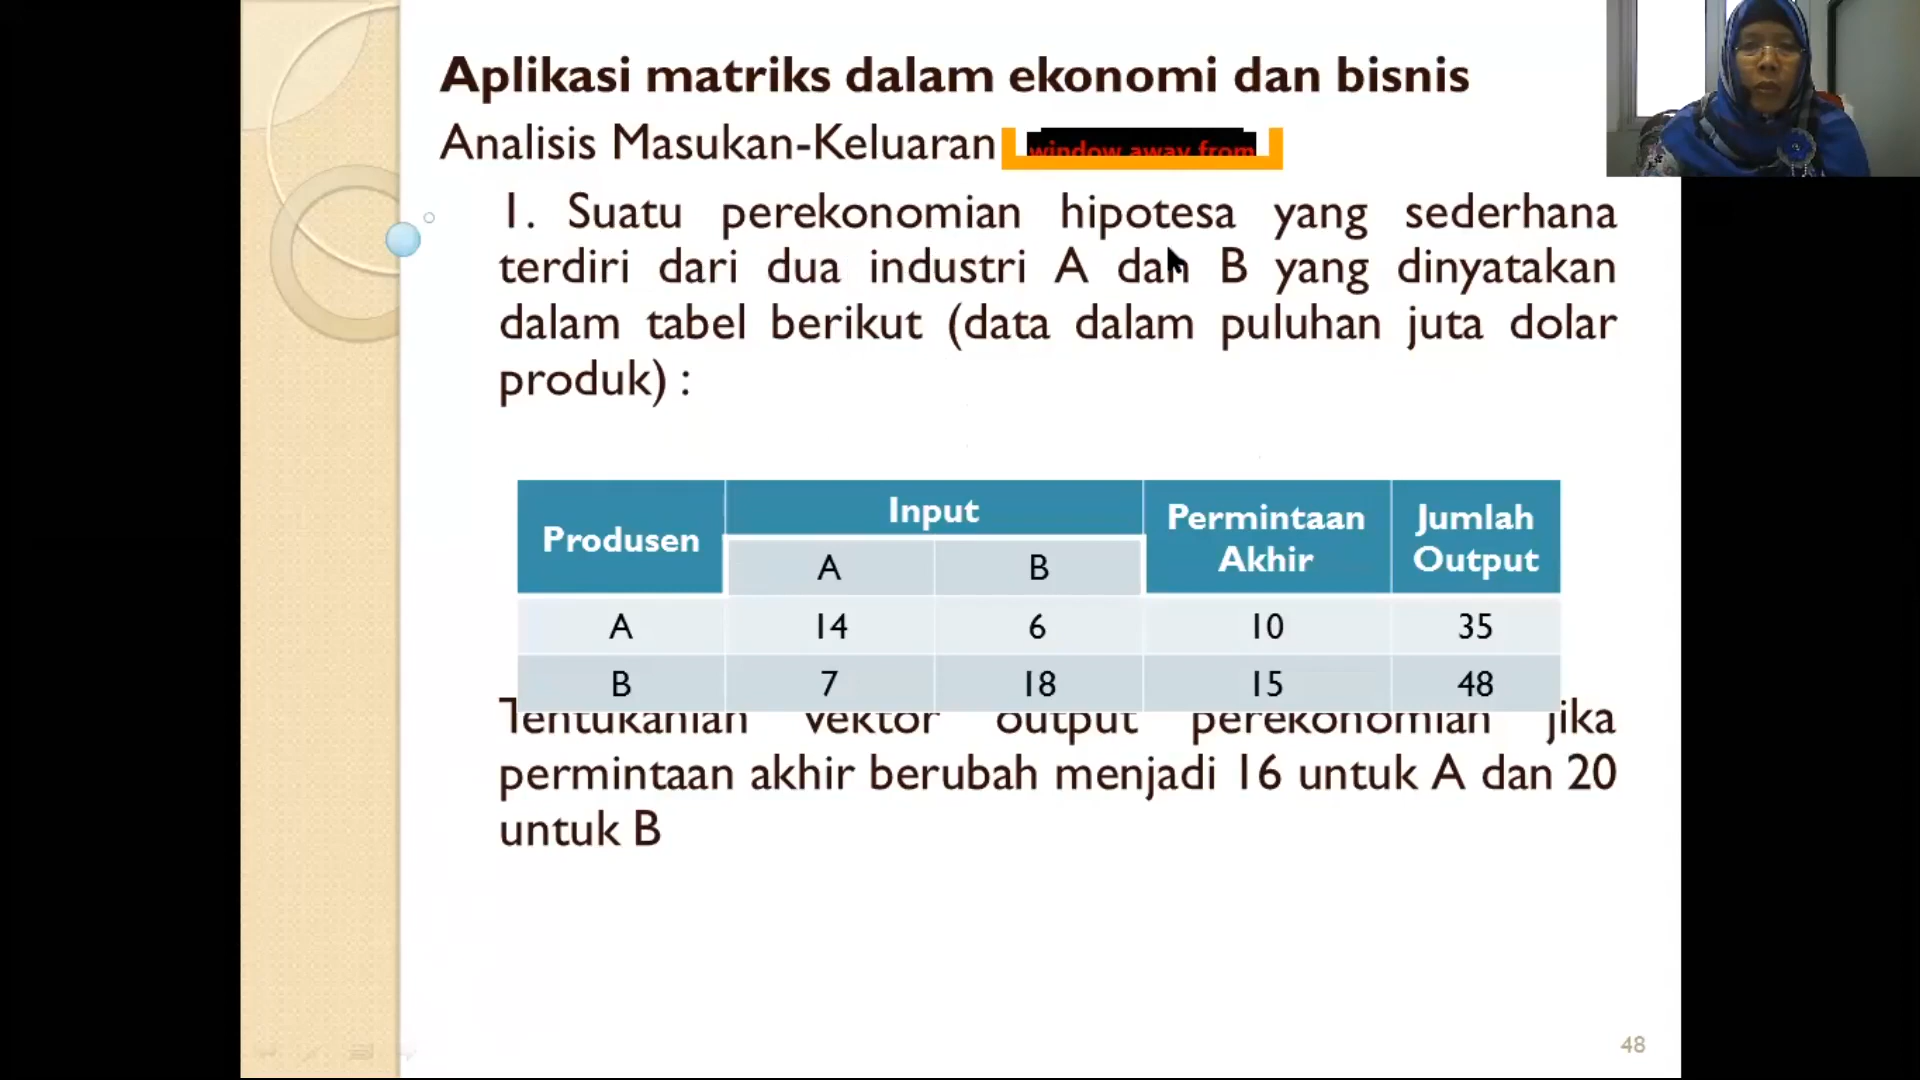 Aplikasi matriks dalam ekonomi dan bisnis
Analisis Masukan-Keluaran
window away from
1. Suatu perekonomian hipotesa yang sederhana
terdiri dari dua industri A dan B yang dinyatakan
dalam tabel berikut (data dalam puluhan juta dolar
produk) :
Produsen Input Permintaan Akhir Jumlah Output
A B
A 14 6 10 35
B 7 18 15 48
Tentukanlah vektor output perekonomian jika
permintaan akhir berubah menjadi 16 untuk A dan 20
untuk B
48